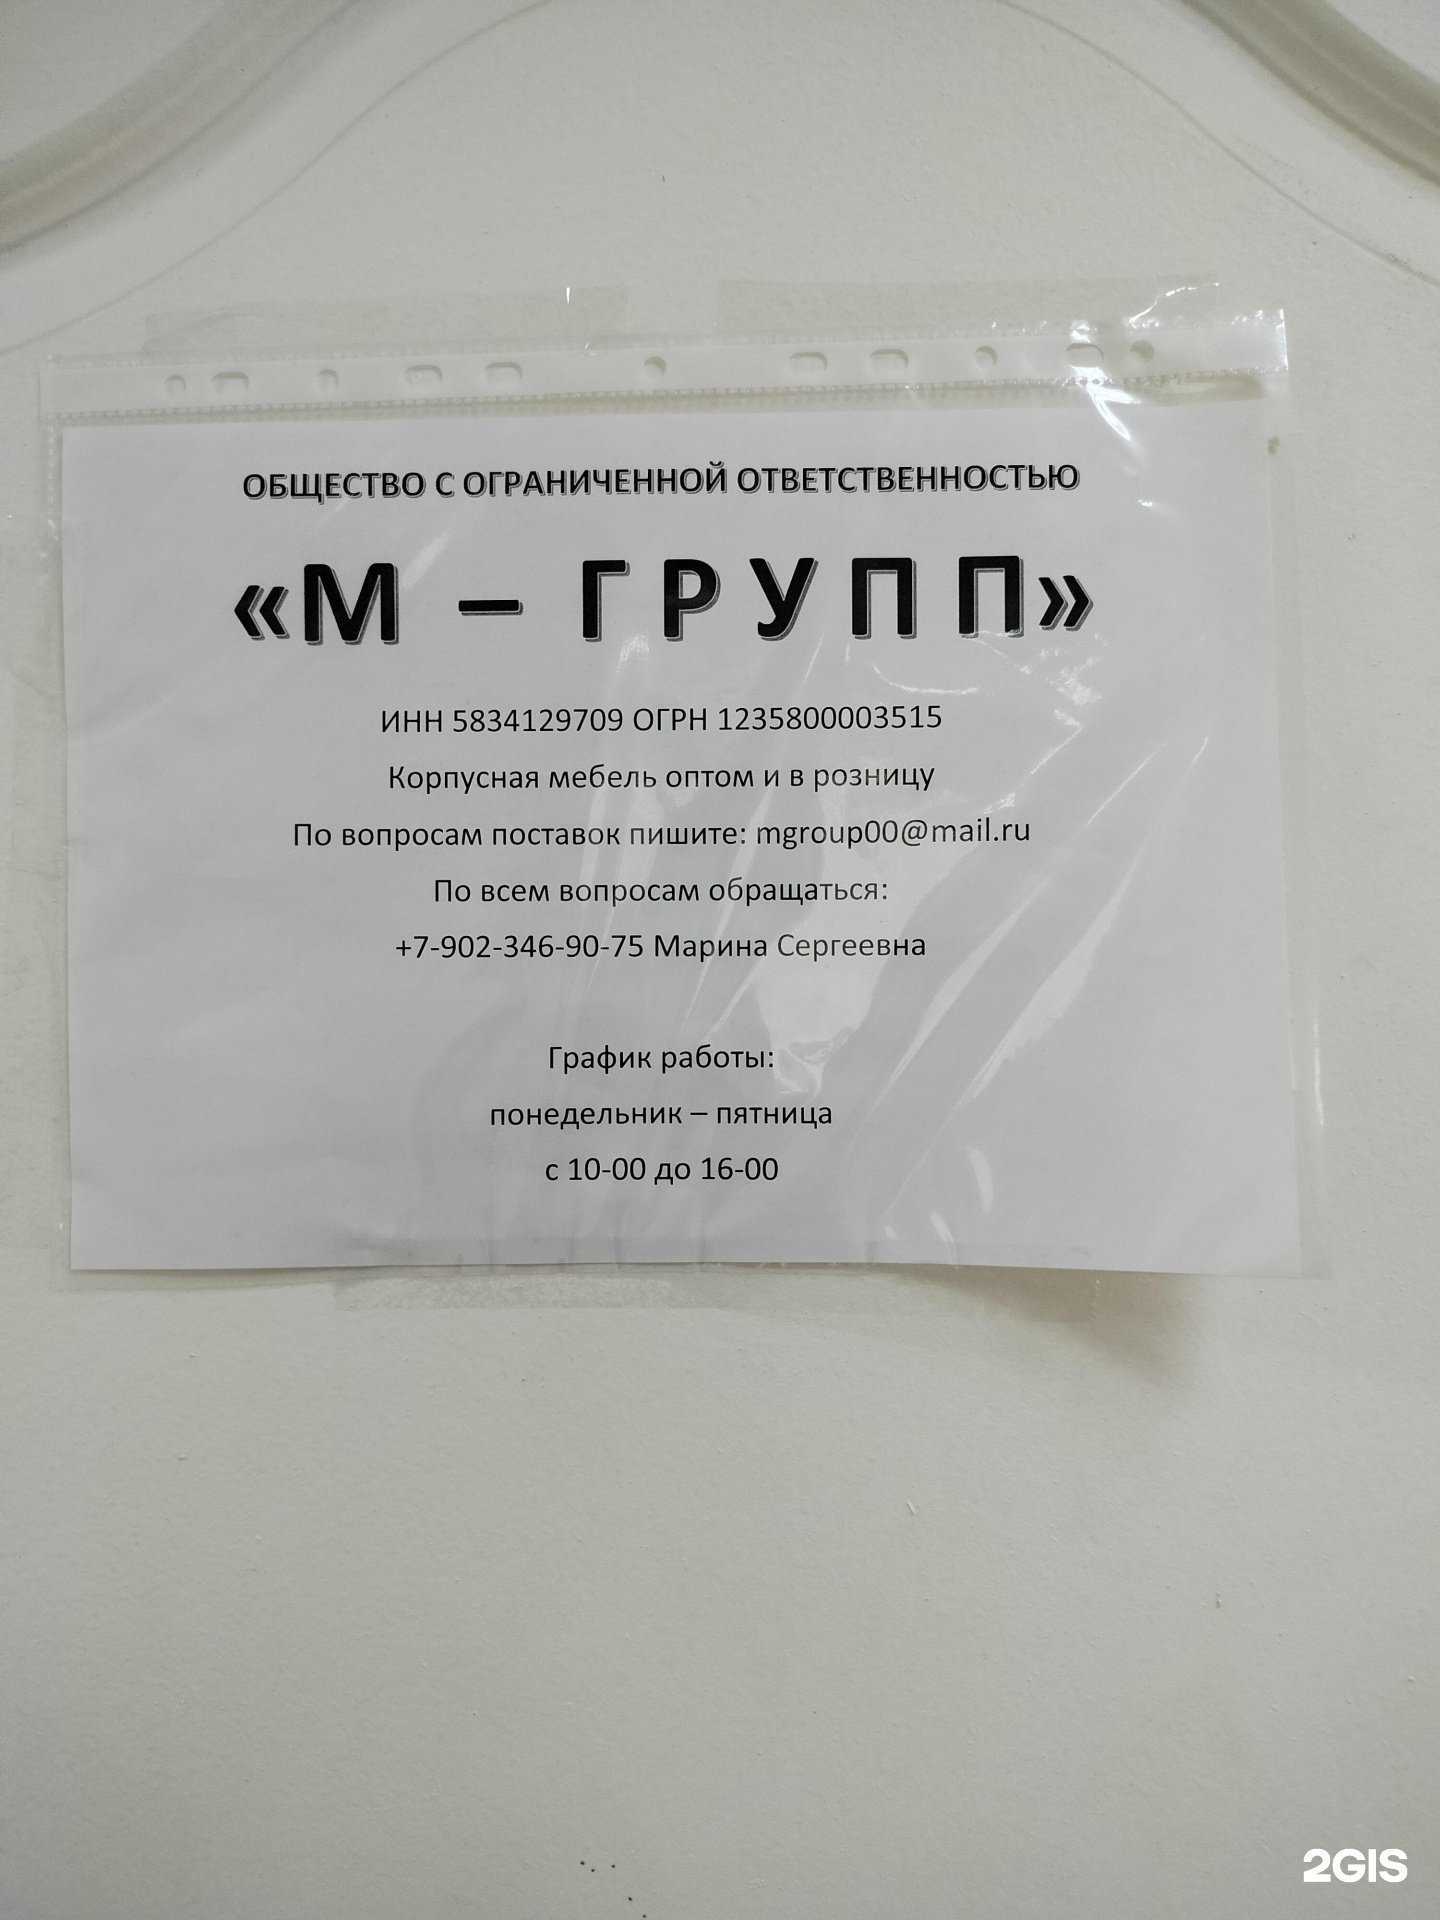 ОБЩЕСТВО С ОГРАНИЧЕННОЙ ОТВЕТСТВЕННОСТЬЮ
«М – ГРУПП»
ИНН 5834129709 ОГРН 1235800003515
Корпусная мебель оптом и в розницу
По вопросам поставок пишите: mgroup00@mail.ru
По всем вопросам обращаться:
+7-902-346-90-75 Марина Сергеевна
График работы:
понедельник – пятница
с 10-00 до 16-00
2GIS